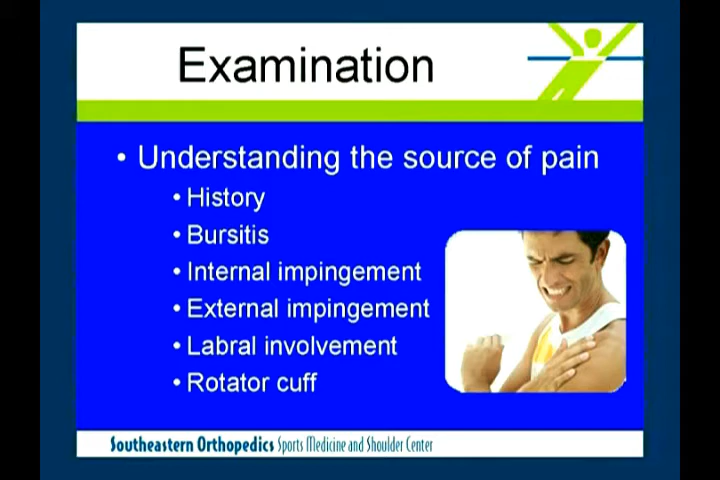 Examination
• Understanding the source of pain
• History
• Bursitis
• Internal impingement
• External impingement
• Labral involvement
• Rotator cuff
Southeastern Orthopedics Sports Medicine and Shoulder Center